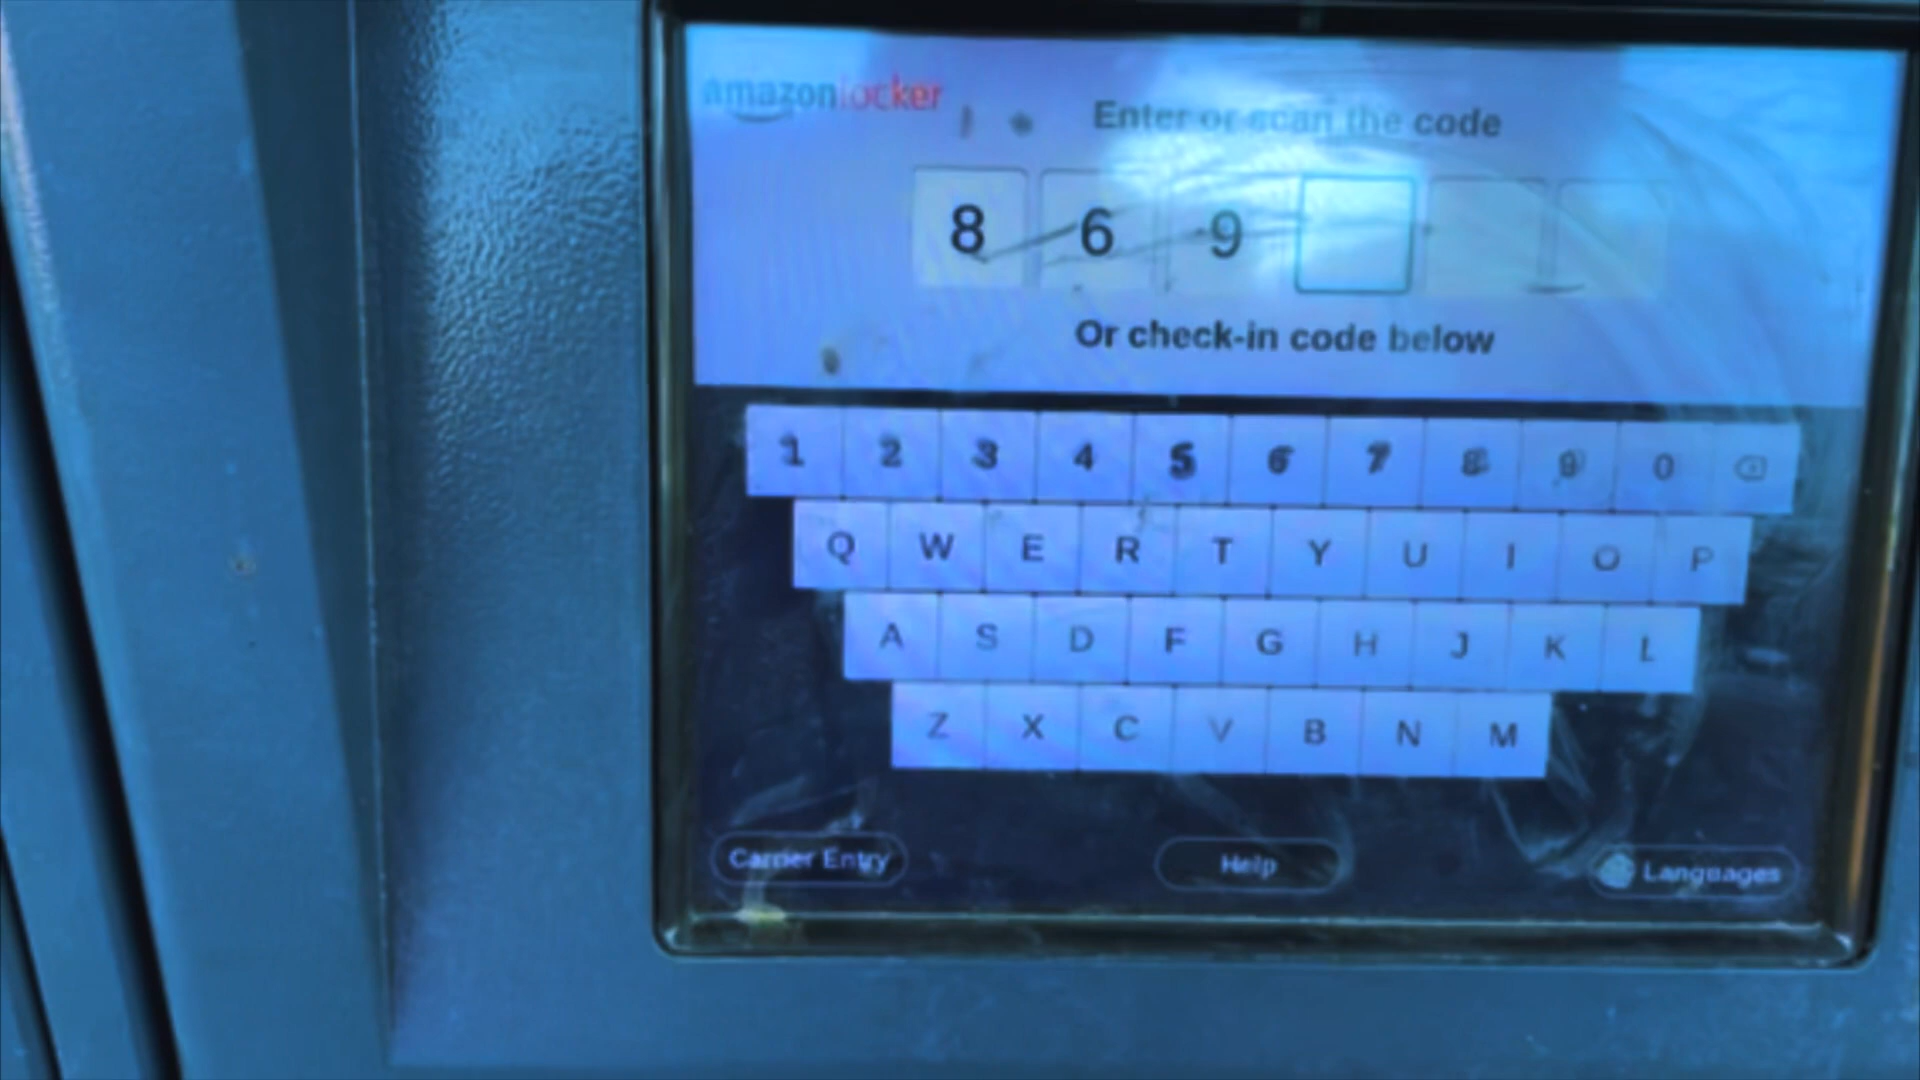 amazonlocker
Enter or scan the code
8 6 9
Or check-in code below
1 2 3 4 5 6 7 8 9 0
Q W E R T Y U I O P
A S D F G H J K L
Z X C V B N M
Carrier Entry Help Languages